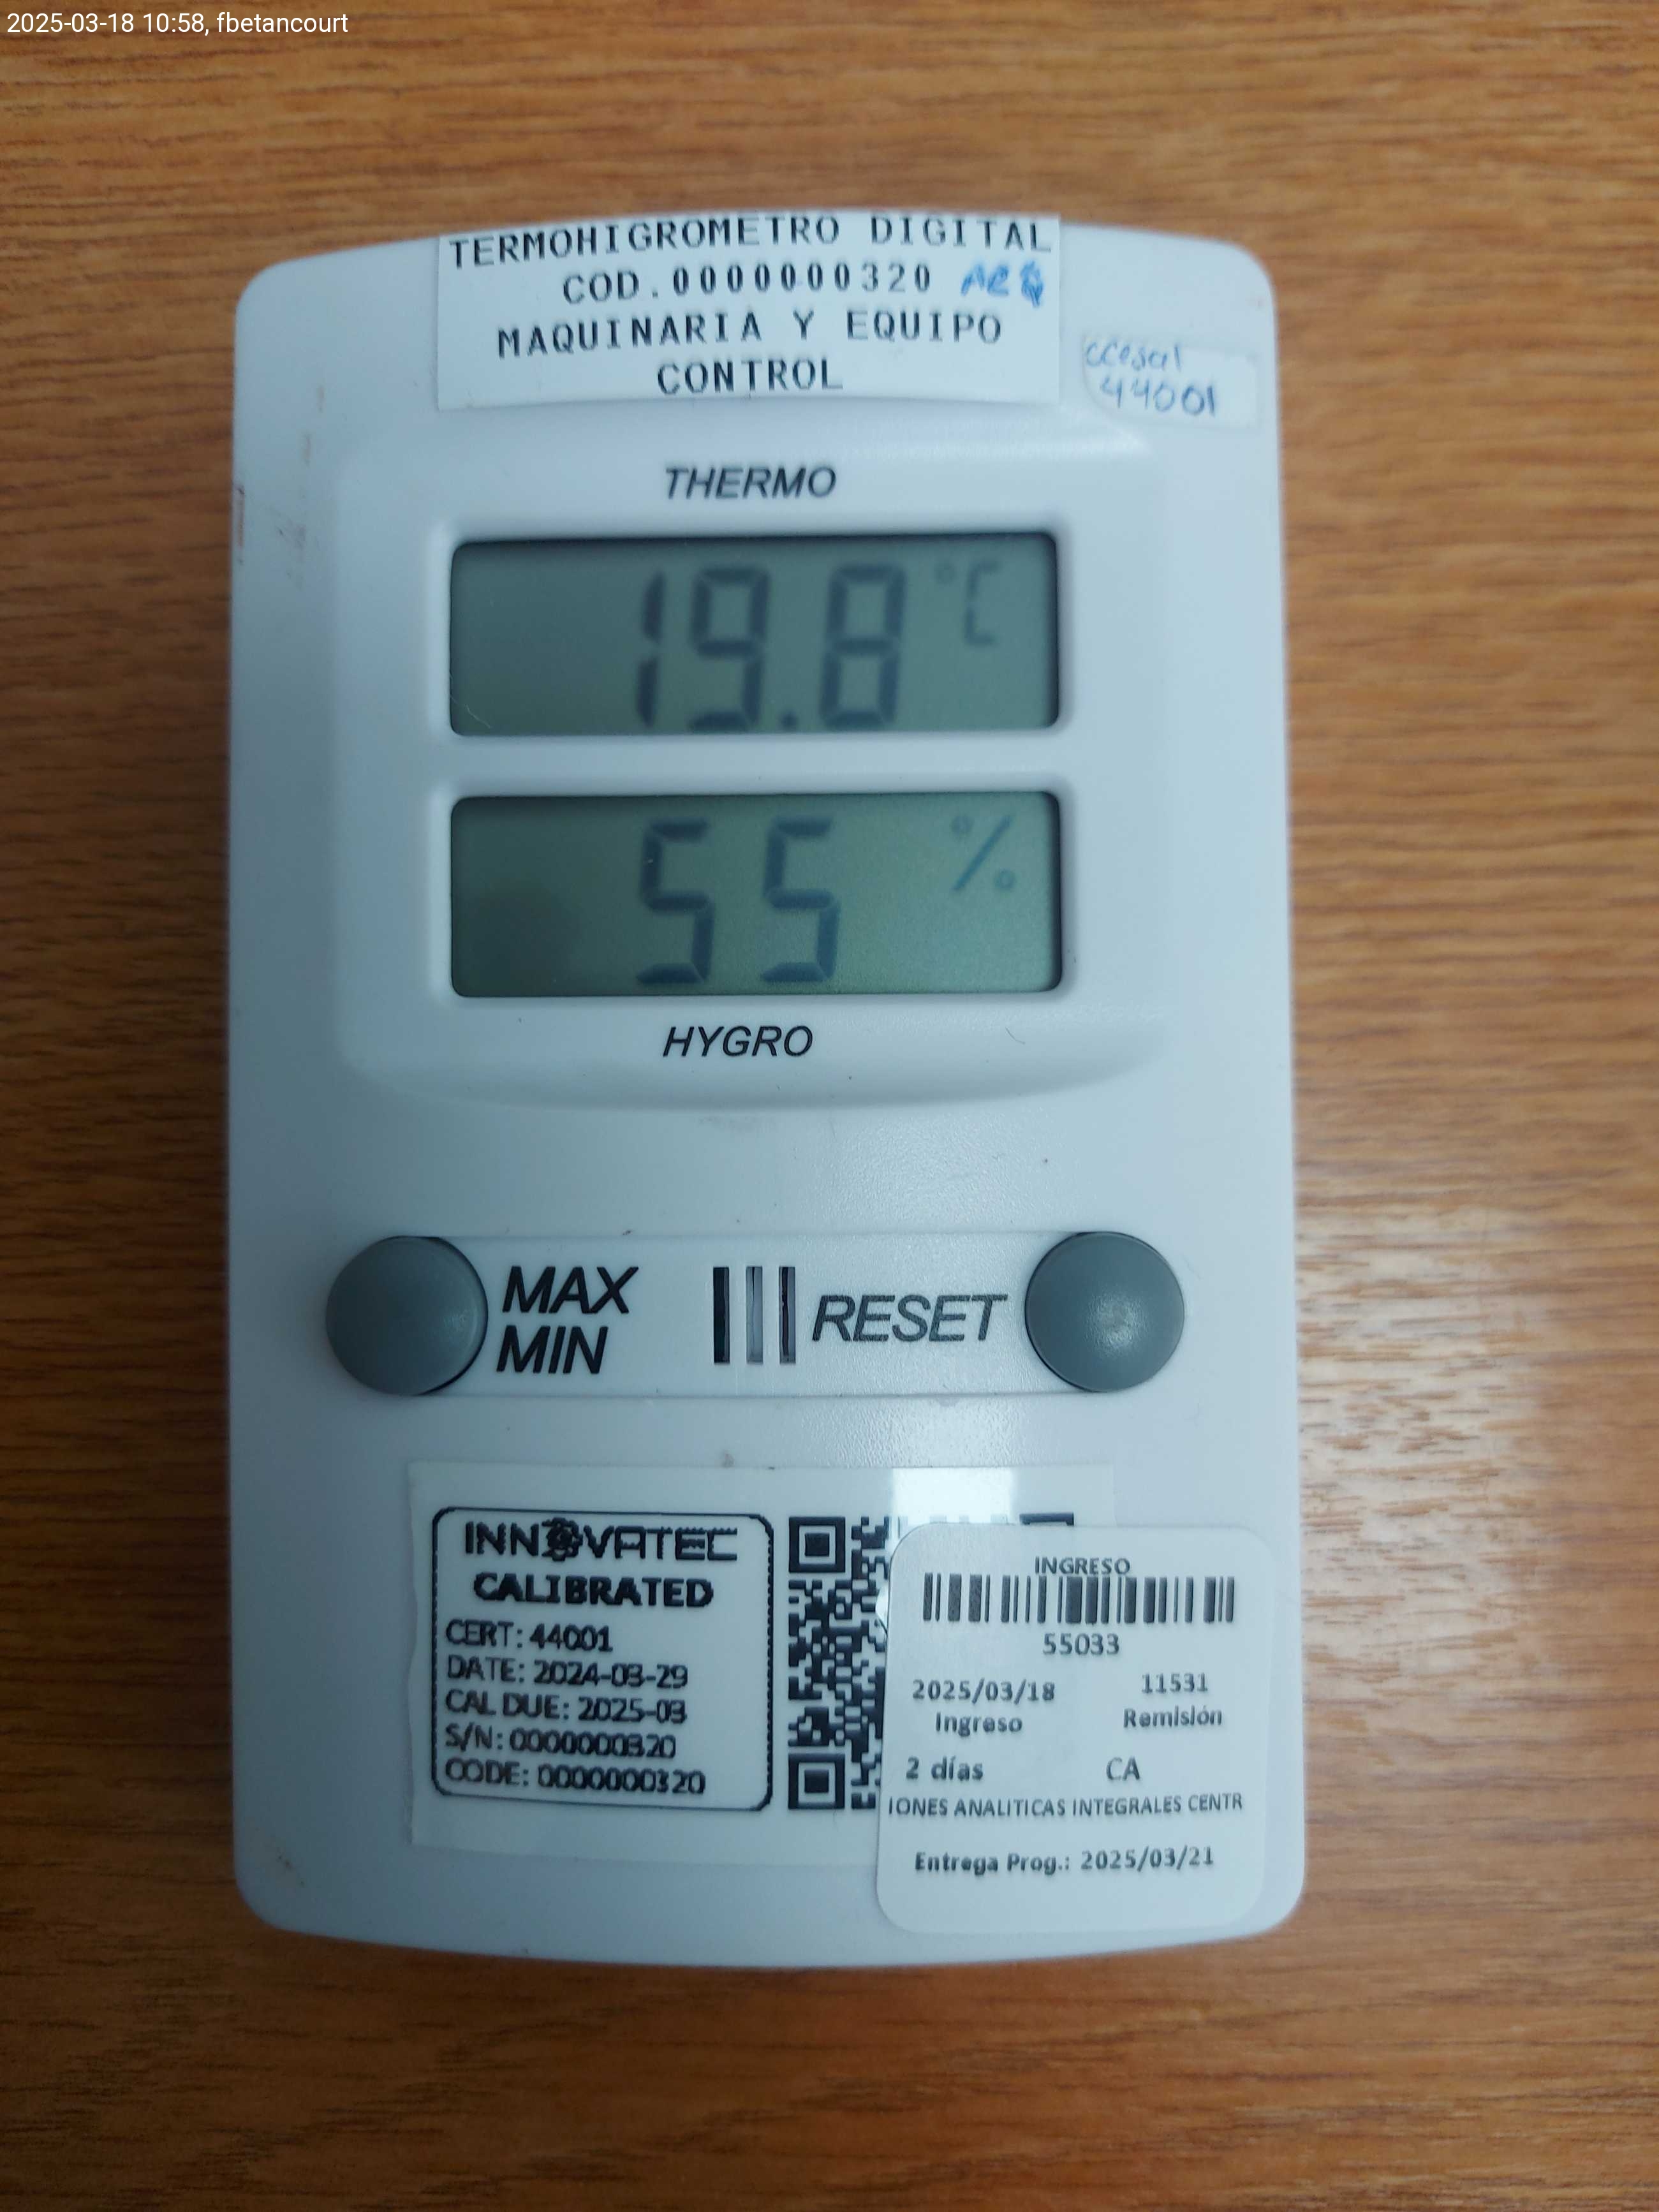 2025-03-18 10:58, fbetancourt
TERMOHIGROMETRO DIGITAL
COD.0000000320
MAQUINARIA Y EQUIPO
CONTROL
ccesal
44001
THERMO
19.8 °C
55 %
HYGRO
MAX
MIN
RESET
INNOVATEC
CALIBRATED
CERT: 44001
DATE: 2024-03-29
CAL DUE: 2025-03
S/N: 0000000320
CODE: 0000000320
INGRESO
55033
2025/03/18 11531
Ingreso Remisión
2 días CA
IONES ANALITICAS INTEGRALES CENTR
Entrega Prog.: 2025/03/21